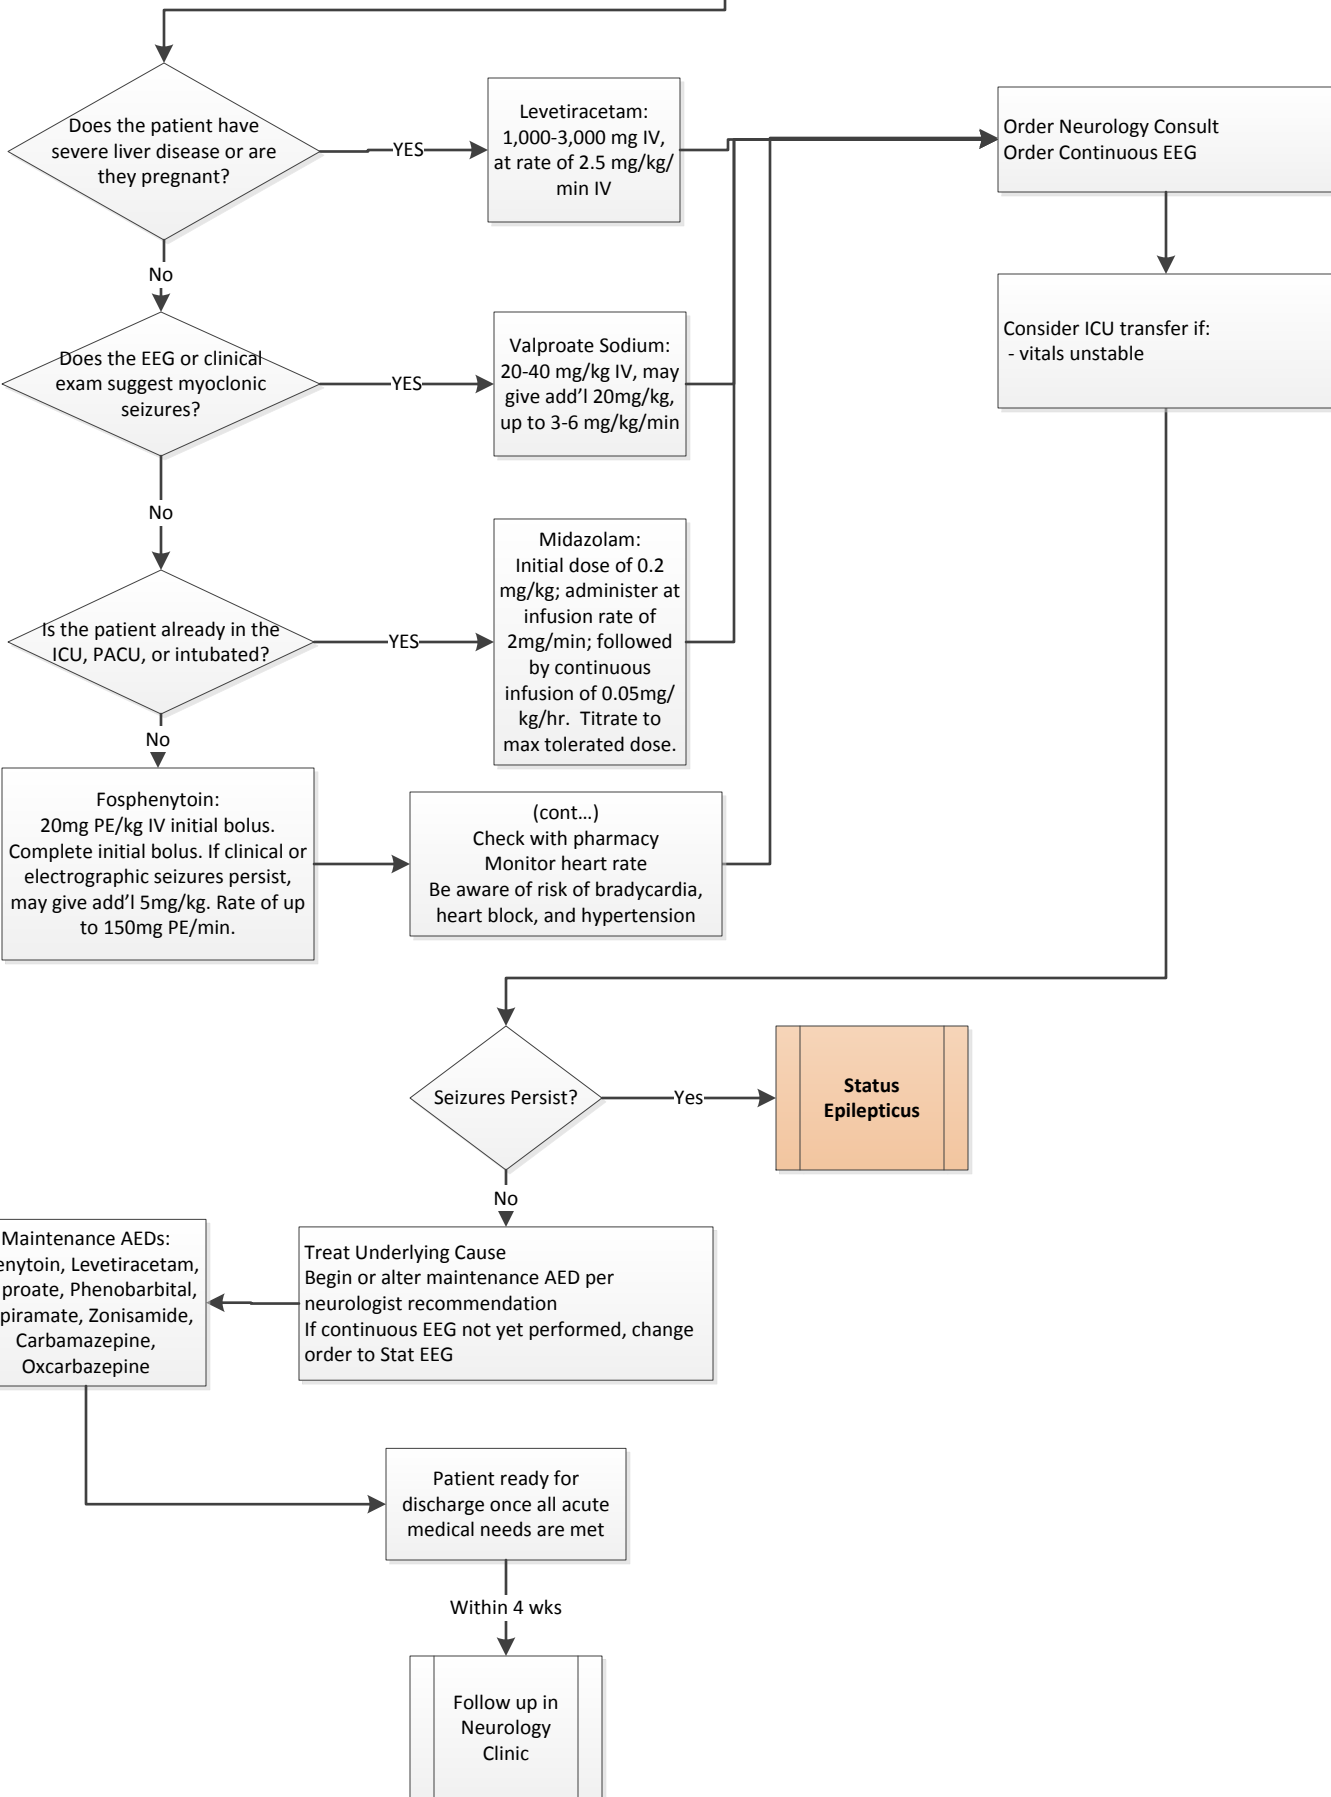 Does the patient have
severe liver disease or are
they pregnant?
YES
Levetiracetam:
1,000-3,000 mg IV,
at rate of 2.5 mg/kg/
min IV
Order Neurology Consult
Order Continuous EEG
No
Consider ICU transfer if:
- vitals unstable
Does the EEG or clinical
exam suggest myoclonic
seizures?
YES
Valproate Sodium:
20-40 mg/kg IV, may
give add’l 20mg/kg,
up to 3-6 mg/kg/min
No
Is the patient already in the
ICU, PACU, or intubated?
YES
Midazolam:
Initial dose of 0.2
mg/kg; administer at
infusion rate of
2mg/min; followed
by continuous
infusion of 0.05mg/
kg/hr. Titrate to
max tolerated dose.
No
Fosphenytoin:
20mg PE/kg IV initial bolus.
Complete initial bolus. If clinical or
electrographic seizures persist,
may give add’l 5mg/kg. Rate of up
to 150mg PE/min.
(cont…)
Check with pharmacy
Monitor heart rate
Be aware of risk of bradycardia,
heart block, and hypertension
Seizures Persist?
Yes
Status
Epilepticus
No
Treat Underlying Cause
Begin or alter maintenance AED per
neurologist recommendation
If continuous EEG not yet performed, change
order to Stat EEG
Maintenance AEDs:
enytoin, Levetiracetam,
proate, Phenobarbital,
piramate, Zonisamide,
Carbamazepine,
Oxcarbazepine
Patient ready for
discharge once all acute
medical needs are met
Within 4 wks
Follow up in
Neurology
Clinic